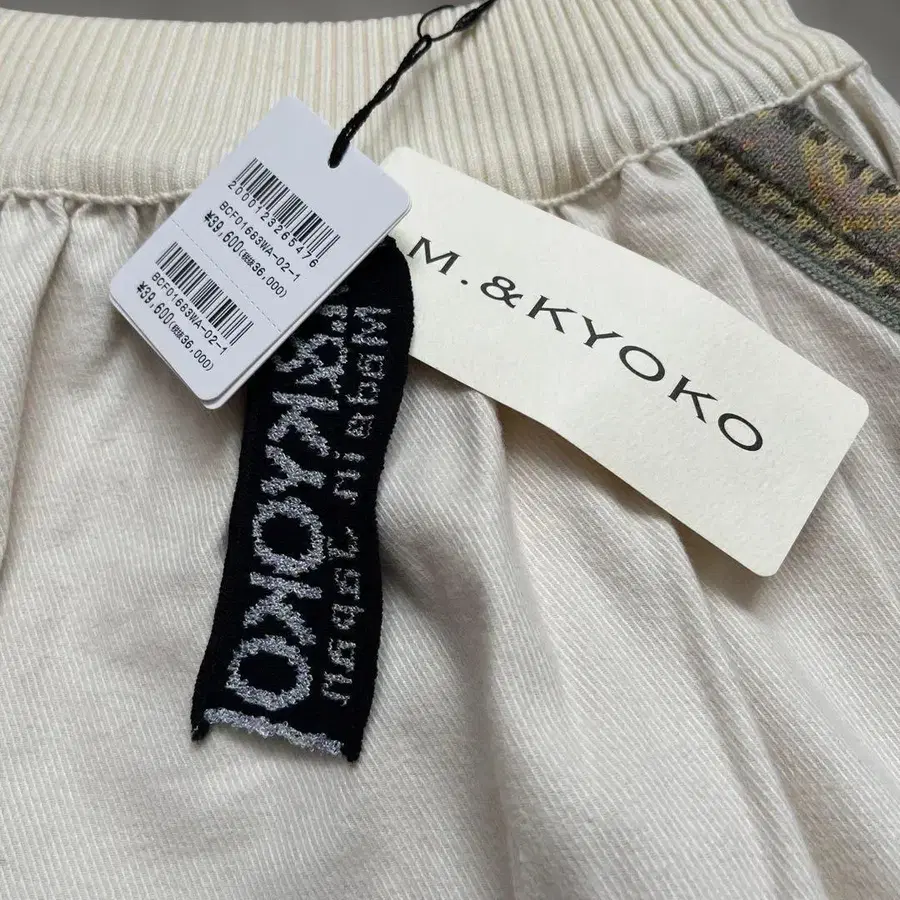 2000123265476
BCF01683WA-02-1
¥39,600(税抜36,000)
BCF01683WA-02-1
¥39,600(税抜36,000)
M.&KYOKO
&KYOKO
Made in Japan